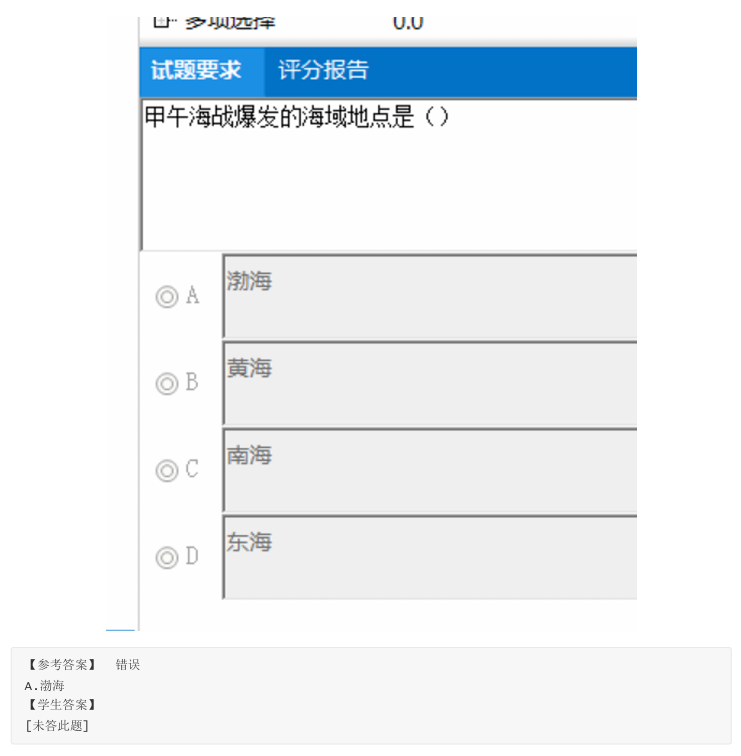 多项选择 0.0
试题要求 评分报告
甲午海战爆发的海域地点是（）
A 渤海
B 黄海
C 南海
D 东海
【参考答案】 错误
A.渤海
【学生答案】
[未答此题]